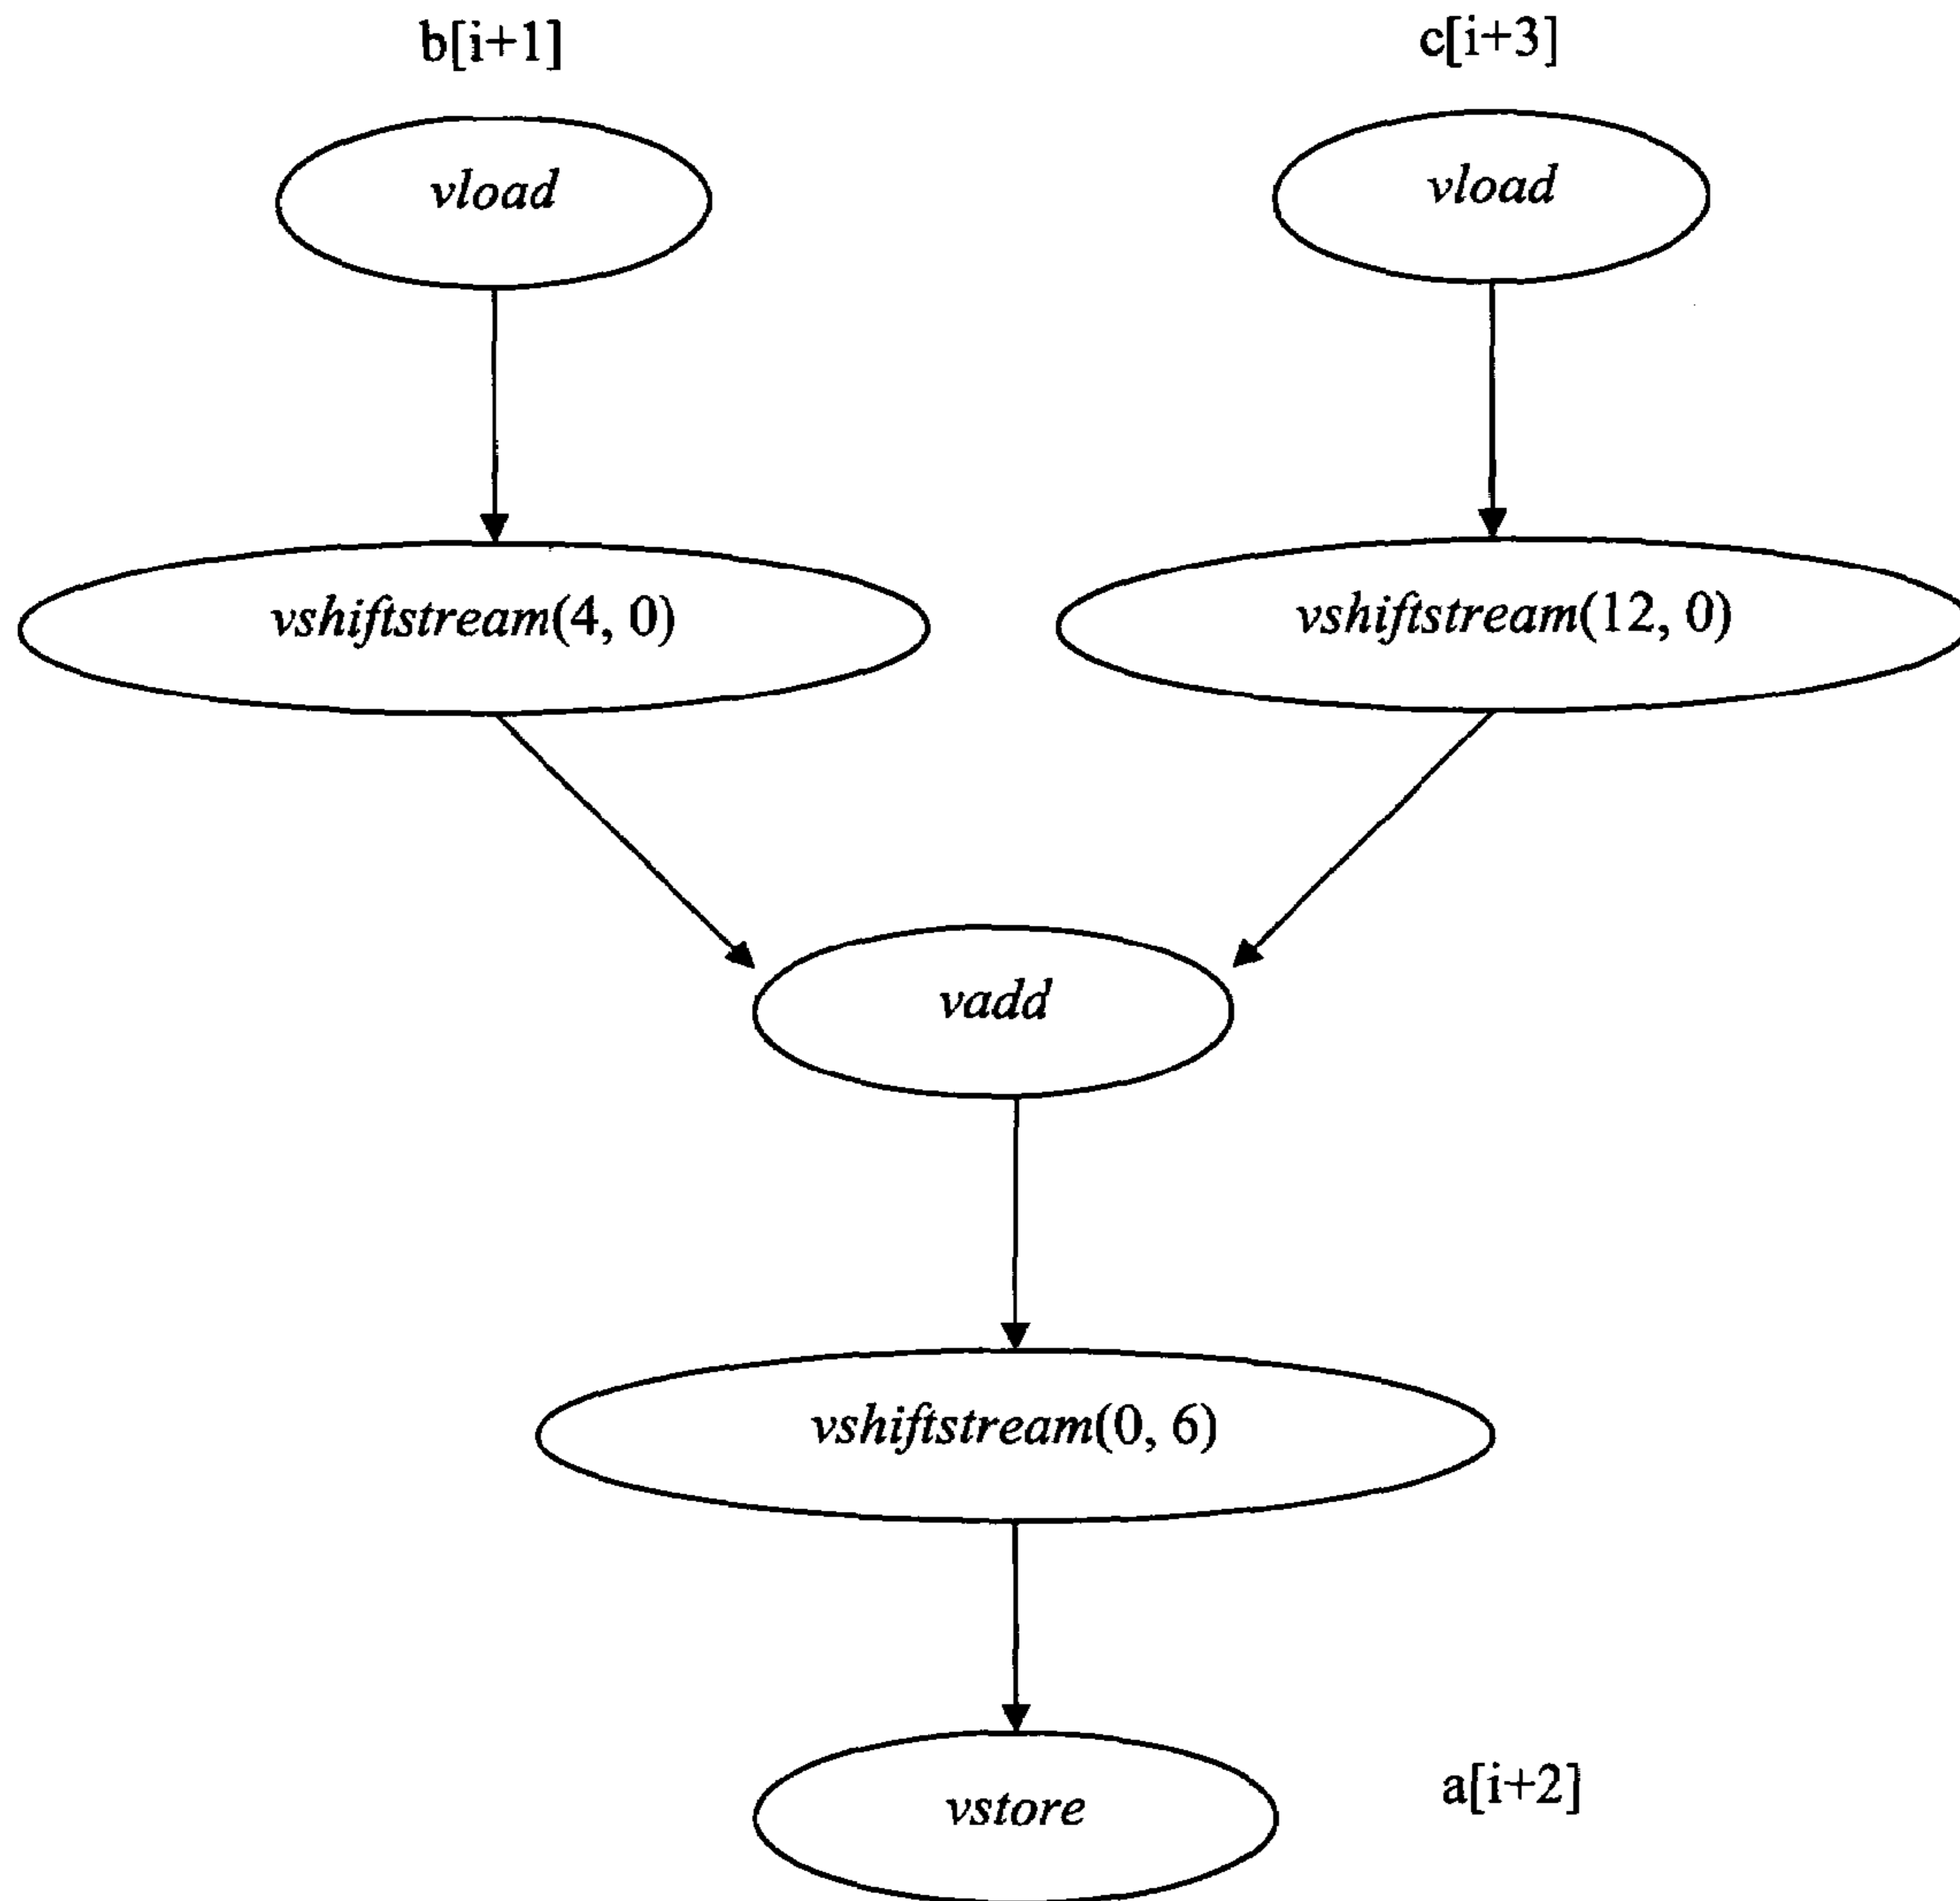 b[i+1]
c[i+3]
vload
vload
vshiftstream(4, 0)
vshiftstream(12, 0)
vadd
vshiftstream(0, 6)
vstore
a[i+2]